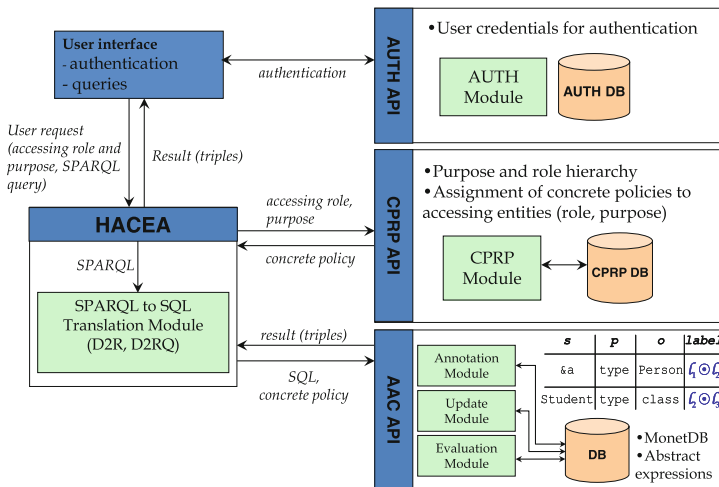 User interface
- authentication
- queries
authentication
AUTH API
•User credentials for authentication
AUTH
Module
AUTH DB
User request
(accessing role and
purpose, SPARQL
query)
Result (triples)
HACEA
accessing role,
purpose
concrete policy
CPRP API
•Purpose and role hierarchy
•Assignment of concrete policies to
accessing entities (role, purpose)
CPRP
Module
CPRP DB
SPARQL
SPARQL to SQL
Translation Module
(D2R, D2RQ)
result (triples)
SQL,
concrete policy
AAC API
Annotation
Module
Update
Module
Evaluation
Module
s p o label
&a type Person
Student type class
DB
•MonetDB
•Abstract
expressions